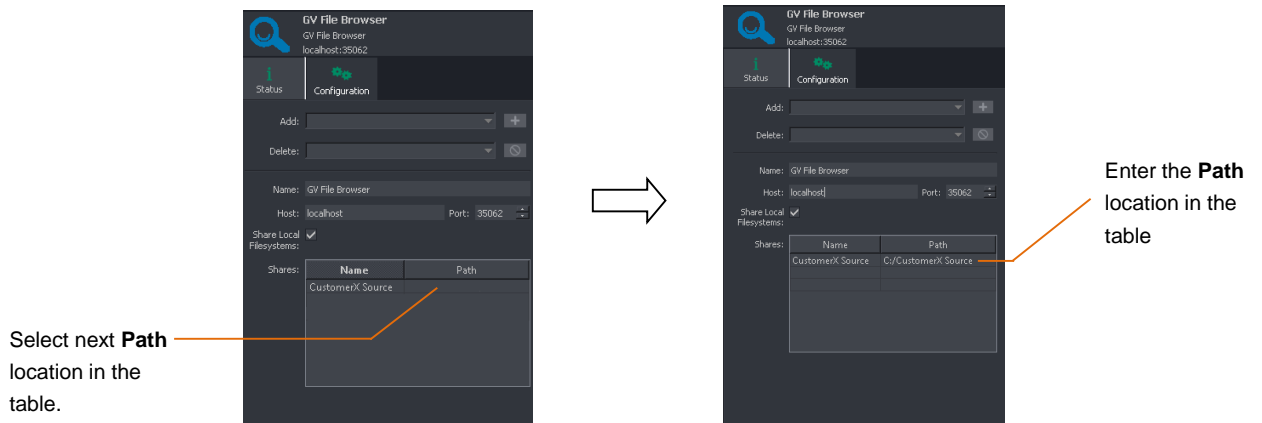 GV File Browser
GV File Browser
localhost:35062
i
Status
Configuration
Add:
Delete:
Name: GV File Browser
Host: localhost Port: 35062
Share Local
Filesystems:
Shares: Name Path
CustomerX Source
Select next Path
location in the
table.
GV File Browser
GV File Browser
localhost:35062
i
Status
Configuration
Add:
Delete:
Name: GV File Browser
Host: localhost Port: 35062
Share Local
Filesystems:
Shares: Name Path
CustomerX Source C:/CustomerX Source
Enter the Path
location in the
table